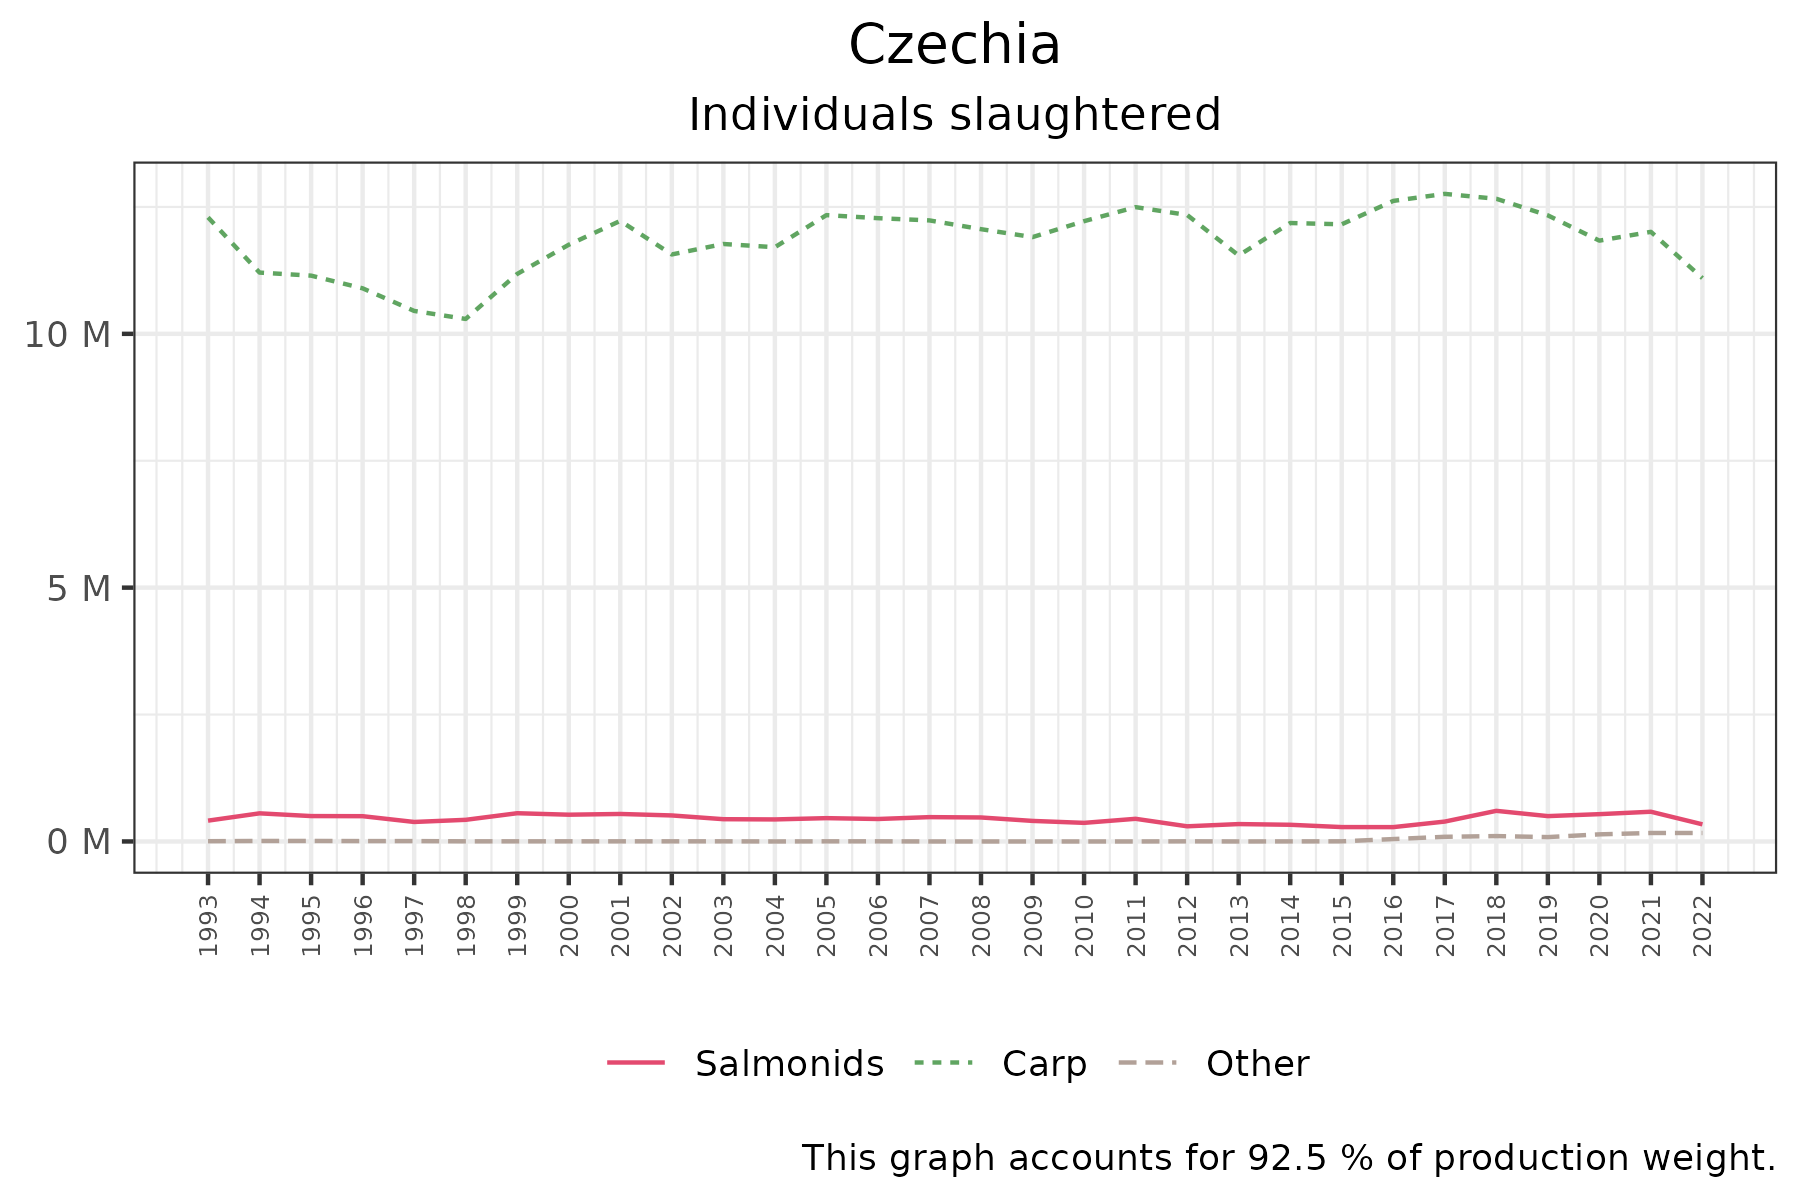 Czechia
Individuals slaughtered
10 M
5 M
0 M
1993 1994 1995 1996 1997 1998 1999 2000 2001 2002 2003 2004 2005 2006 2007 2008 2009 2010 2011 2012 2013 2014 2015 2016 2017 2018 2019 2020 2021 2022
Salmonids Carp Other
This graph accounts for 92.5 % of production weight.